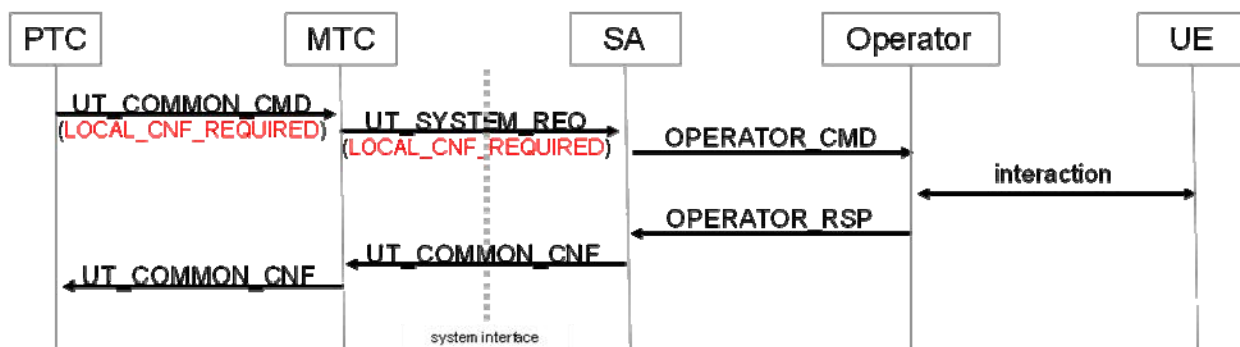 PTC MTC SA Operator UE
UT_COMMON_CMD
(LOCAL_CNF_REQUIRED)
UT_SYSTEM_REQ
(LOCAL_CNF_REQUIRED)
OPERATOR_CMD
interaction
OPERATOR_RSP
UT_COMMON_CNF
UT_COMMON_CNF
system interface